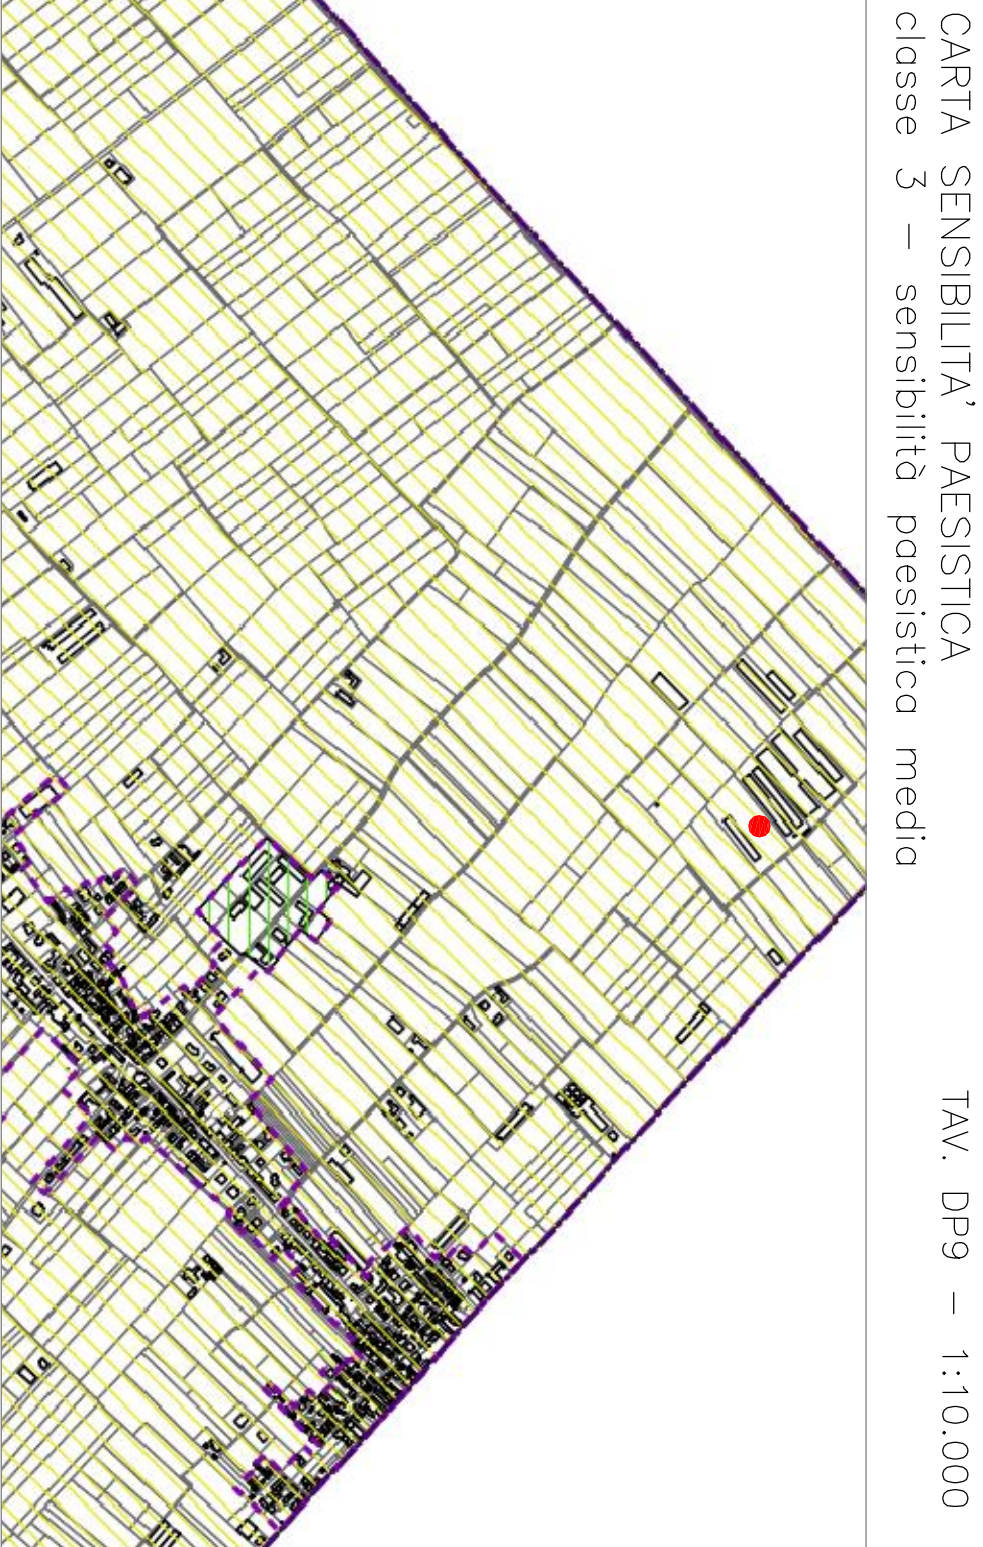 CARTA SENSIBILITA' PAESISTICA TAV. DP9 – 1:10.000
classe 3 – sensibilità paesistica media